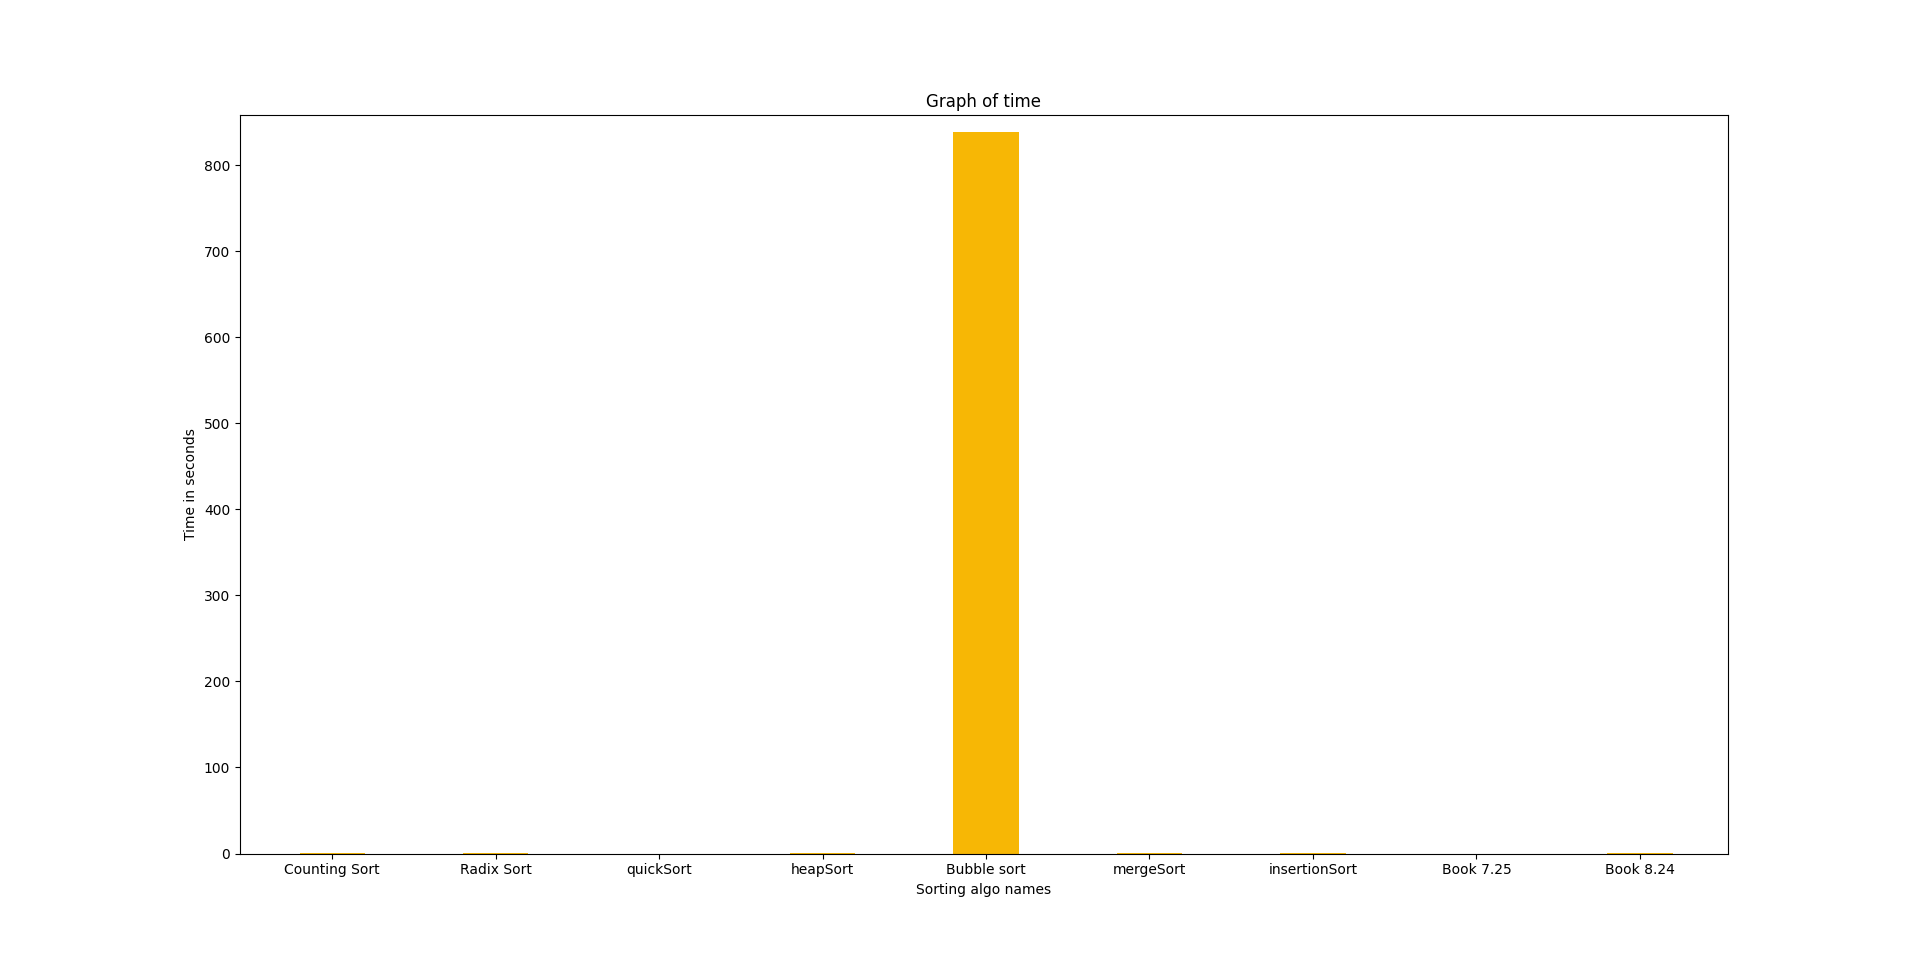 Graph of time
800
700
600
500
400
300
200
100
0
Time in seconds
Counting Sort Radix Sort quickSort heapSort Bubble sort mergeSort insertionSort Book 7.25 Book 8.24
Sorting algo names